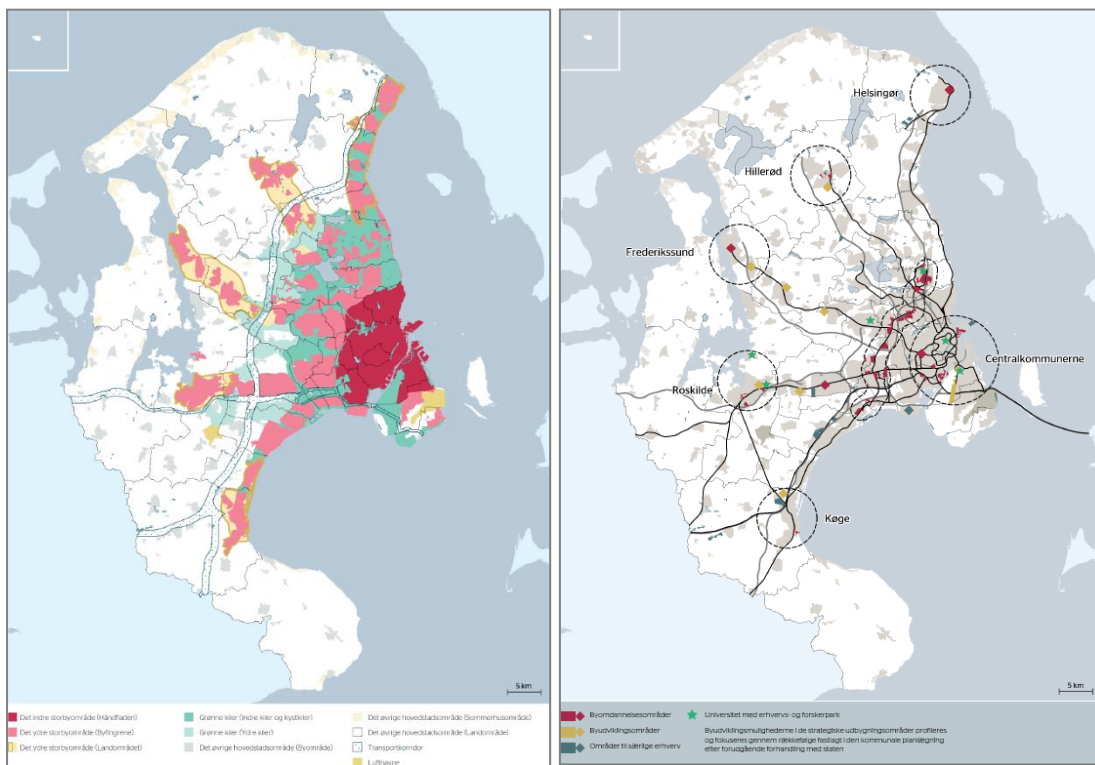 5 km
Det indre storbyområde (Håndfladen)
Det ydre storbyområde (Byfingrene)
Det ydre storbyområde (Landområdet)
Grønne kiler (Indre kiler og kystkiler)
Grønne kiler (Ydre kiler)
Det øvrige hovedstadsområde (Byområde)
Det øvrige hovedstadsområde (Sommerhusområde)
Det øvrige hovedstadsområde (Landområde)
Transportkorridor
Lufthavne
Helsingør
Hillerød
Frederikssund
Centralkommunerne
Roskilde
Køge
5 km
Byomdannelsesområder
Byudviklingsområder
Områder til særlige erhverv
Universitet med erhvervs- og forskerpark
Byudviklingsmulighederne i de strategiske udbygningsområder profileres
og fokuseres gennem rækkefølge fastlagt i den kommunale planlægning
efter forudgående forhandling med staten